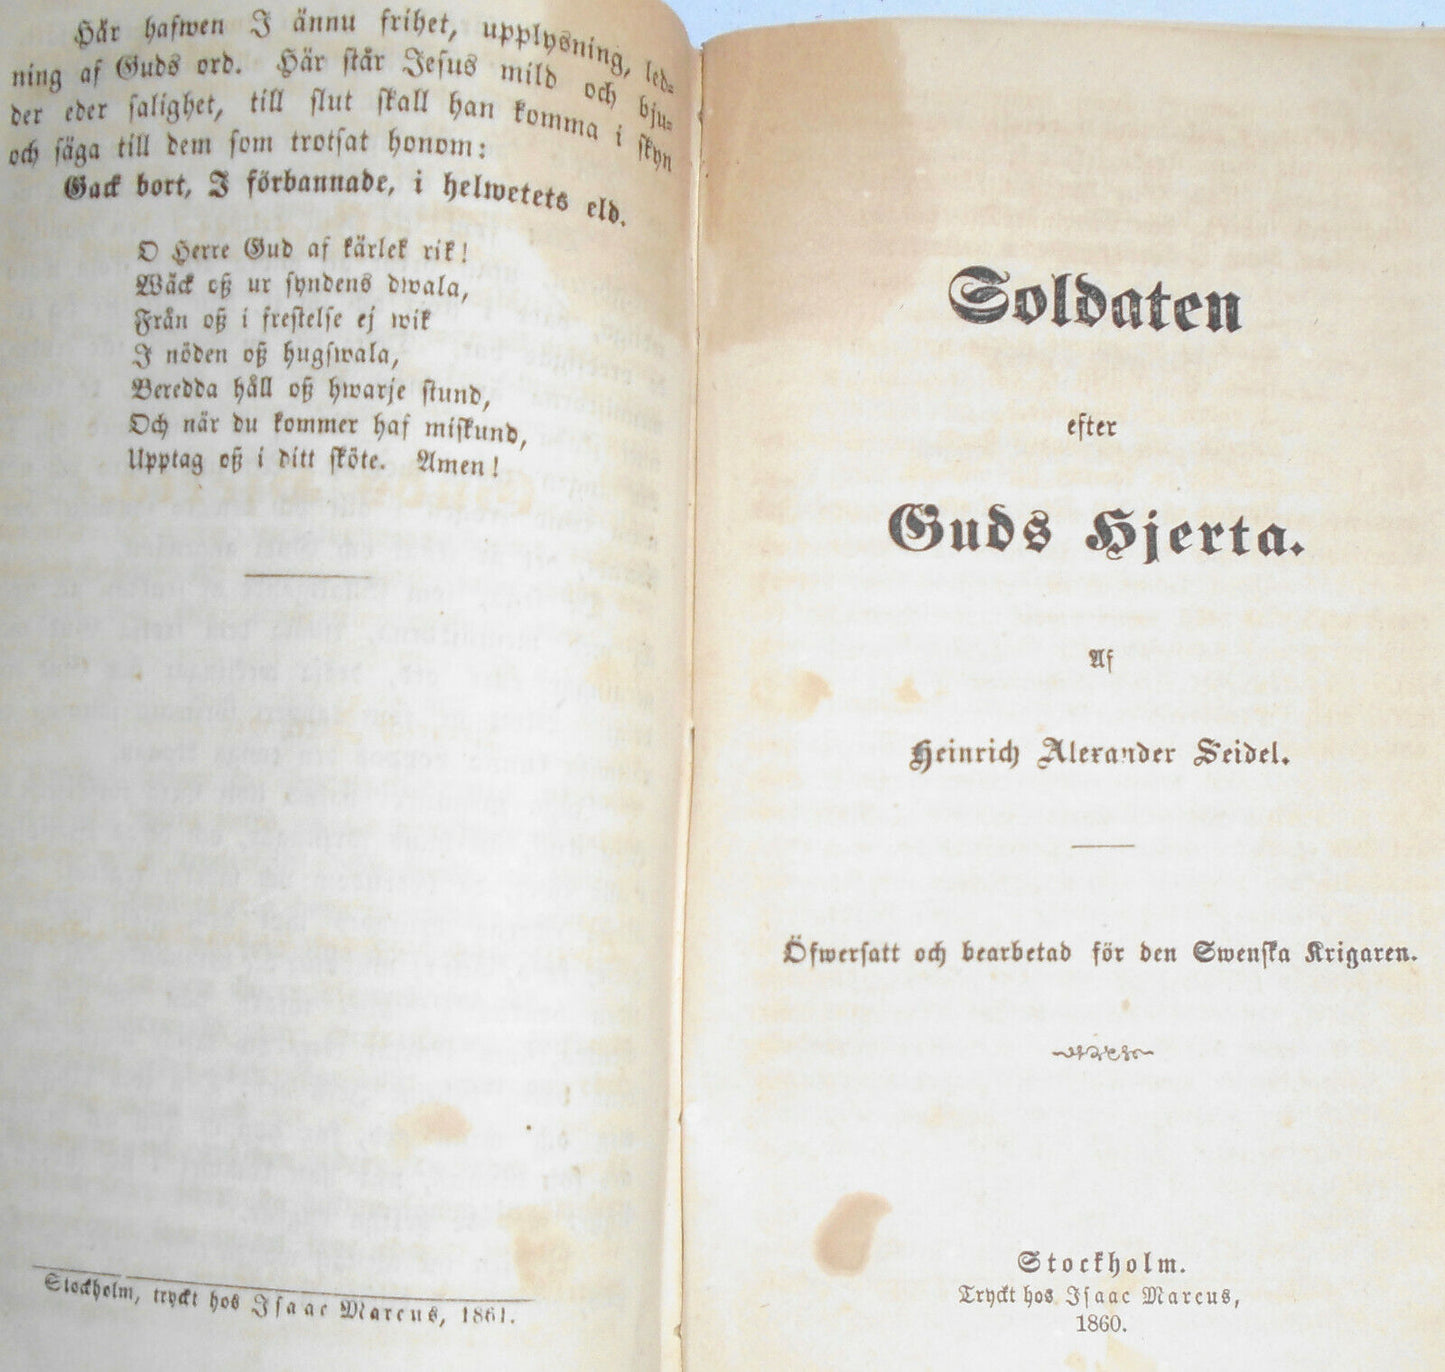 Här hafwen I ännu frihet, upplysning, led-
ning af Guds ord. Här står Jesus mild och bju-
der eder salighet, till slut skall han komma i skyn
och säga till dem som trotsat honom:
Gack bort, I förbannade, i helwetets eld.
O Herre Gud af kärlek rik!
Wäck oß ur syndens dwala,
Från oß i frestelse ej wik
I nöden oß hugswala,
Beredda håll oß hwarje stund,
Och när du kommer haf miskund,
Upptag oß i ditt sköte. Amen!
Stockholm, tryckt hos Isaac Marcus, 1861.
Soldaten
efter
Guds Hjerta.
Af
Heinrich Alexander Seidel.
Öfwersatt och bearbetad för den Swenska Krigaren.
Stockholm.
Tryckt hos Isaac Marcus,
1860.